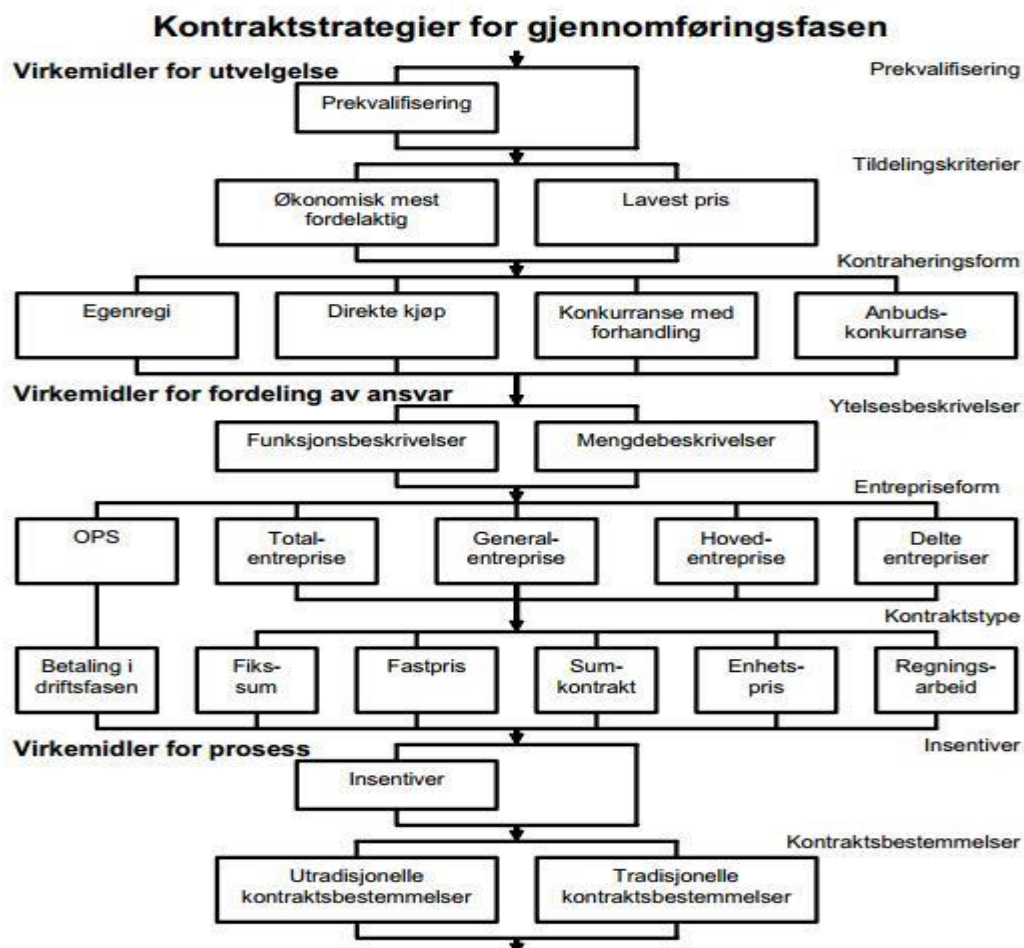 Kontraktstrategier for gjennomføringsfasen
Virkemidler for utvelgelse
Prekvalifisering
Prekvalifisering
Tildelingskriterier
Økonomisk mest
fordelaktig
Lavest pris
Kontraheringsform
Egenregi
Direkte kjøp
Konkurranse med
forhandling
Anbuds-
konkurranse
Virkemidler for fordeling av ansvar
Ytelsesbeskrivelser
Funksjonsbeskrivelser
Mengdebeskrivelser
Entrepriseform
OPS
Total-
entreprise
General-
entreprise
Hoved-
entreprise
Delte
entrepriser
Kontraktstype
Betaling i
driftsfasen
Fiks-
sum
Fastpris
Sum-
kontrakt
Enhets-
pris
Regnings-
arbeid
Virkemidler for prosess
Insentiver
Insentiver
Kontraktsbestemmelser
Utradisjonelle
kontraktsbestemmelser
Tradisjonelle
kontraktsbestemmelser